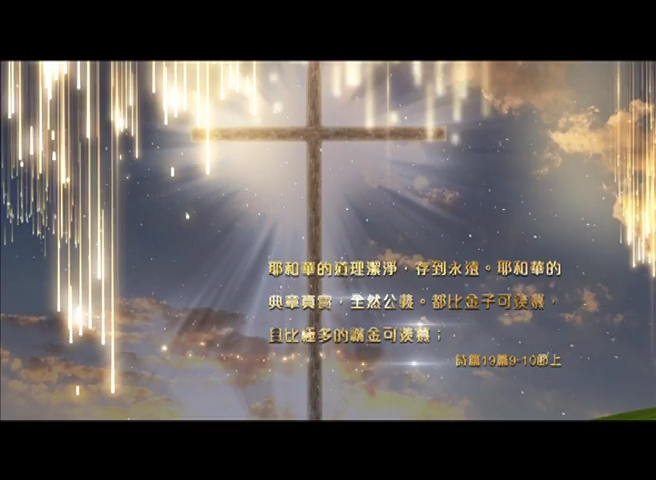 耶和華的道理潔淨，存到永遠。耶和華的
典章真實，全然公義。都比金子可羨慕，
且比極多的精金可羨慕；
詩篇19篇9-10節上